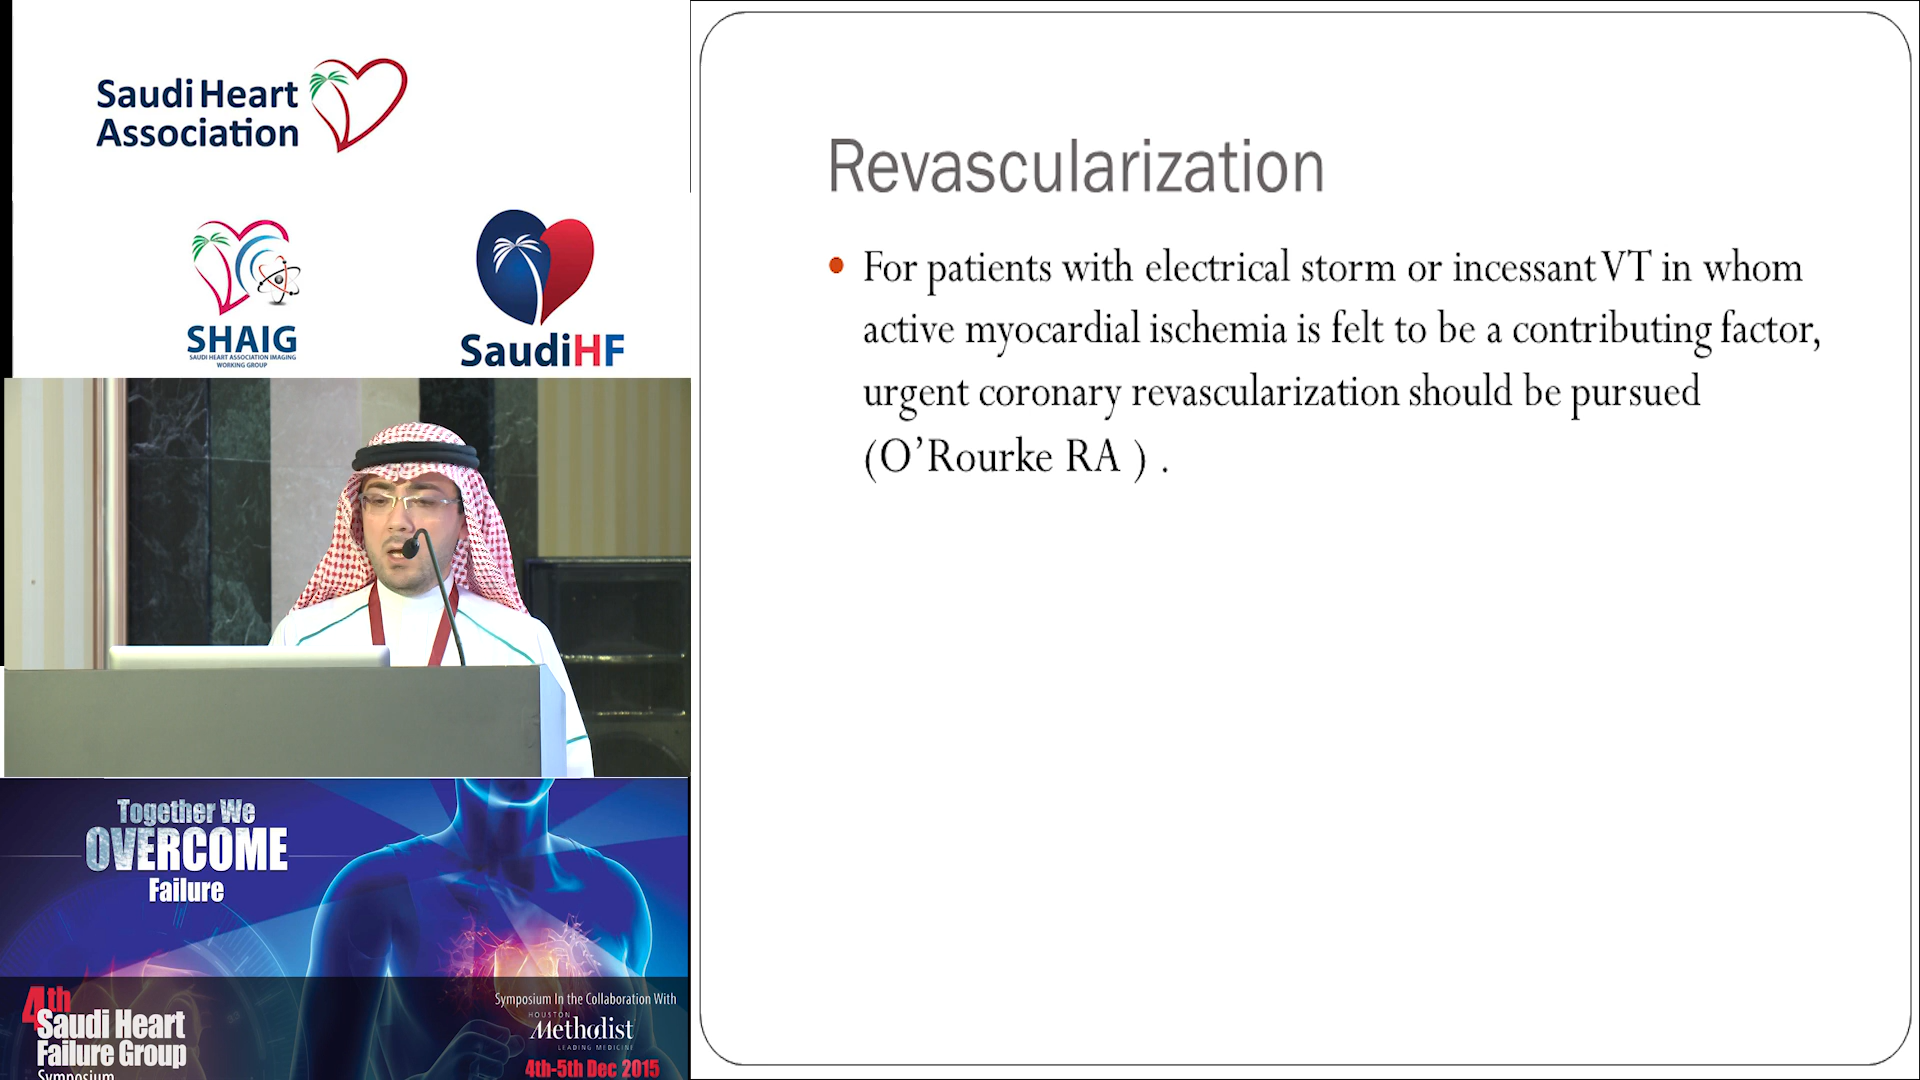 Saudi Heart
Association
SHAIG
SAUDI HEART ASSOCIATION IMAGING
WORKING GROUP
SaudiHF
Together We
OVERCOME
Failure
4th
Saudi Heart
Failure Group
Symposium
Symposium In the Collaboration With
HOUSTON
Methodist
LEADING MEDICINE
4th-5th Dec 2015
Revascularization
• For patients with electrical storm or incessant VT in whom
active myocardial ischemia is felt to be a contributing factor,
urgent coronary revascularization should be pursued
(O’Rourke RA ) .